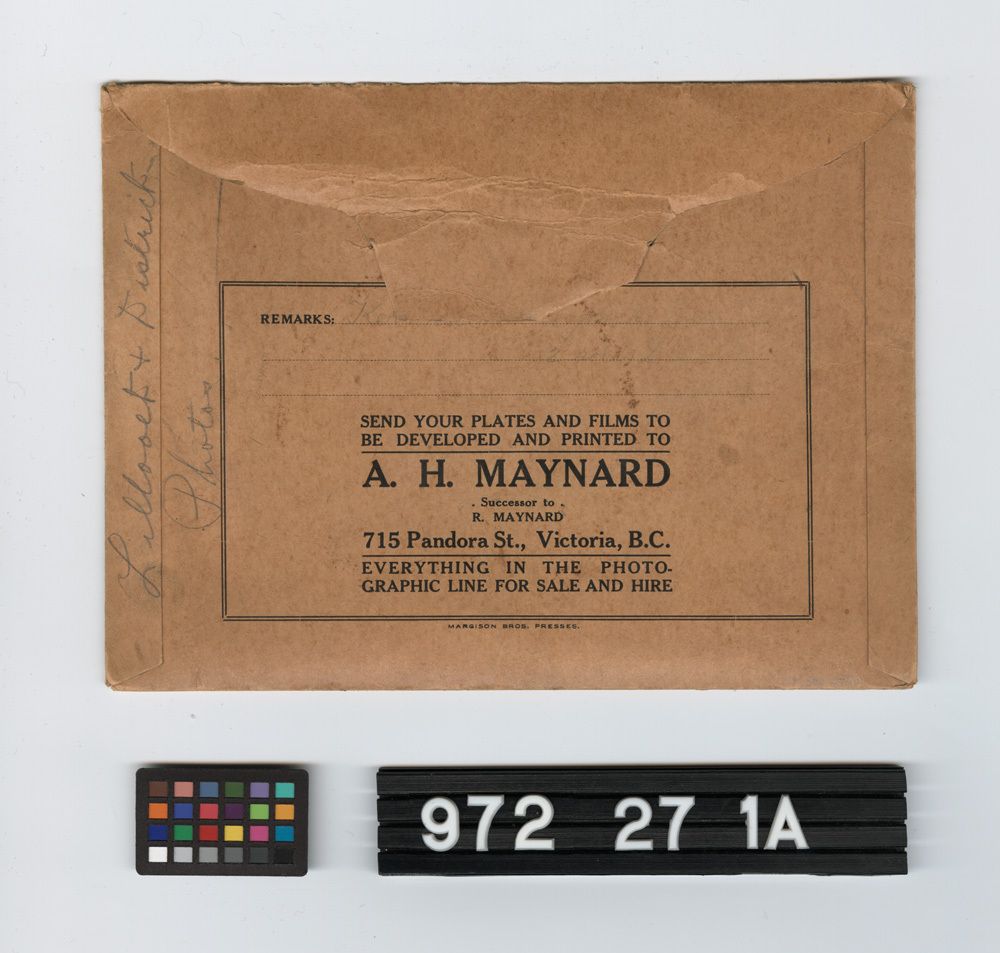 Lillooet & District
Photos
REMARKS:
SEND YOUR PLATES AND FILMS TO
BE DEVELOPED AND PRINTED TO
A. H. MAYNARD
. Successor to .
R. MAYNARD
715 Pandora St., Victoria, B.C.
EVERYTHING IN THE PHOTO-
GRAPHIC LINE FOR SALE AND HIRE
MARGISON BROS. PRESSES.
972 27 1A